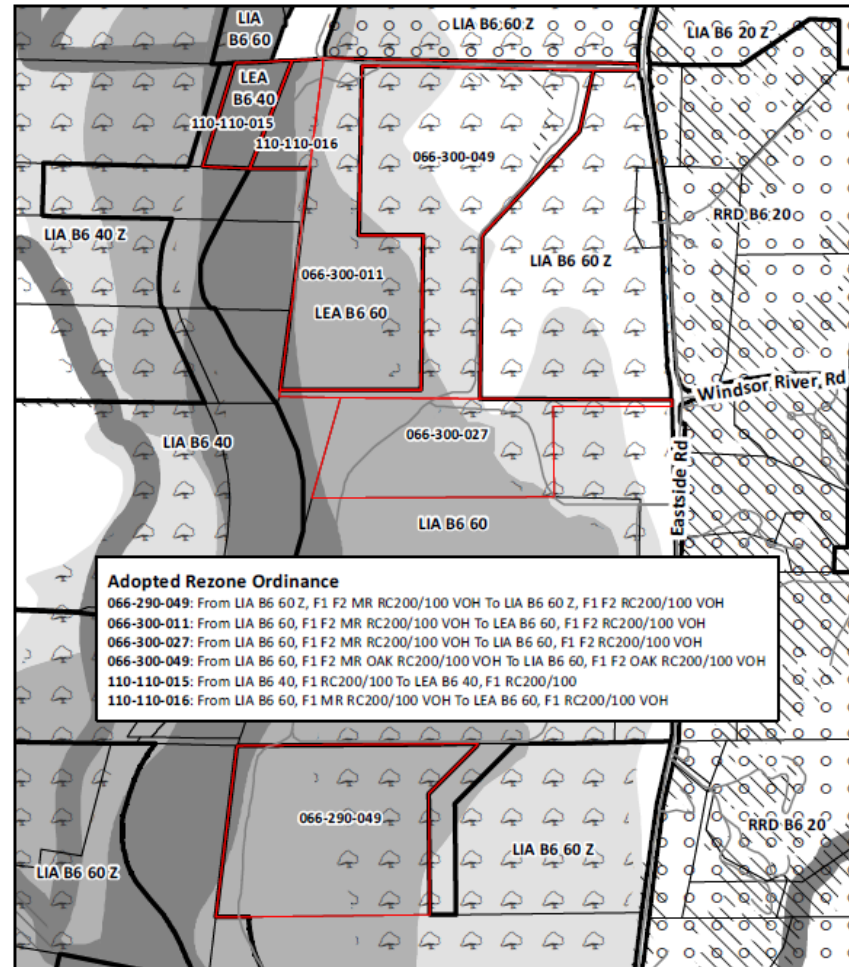 LIA
B6 60
LIA B6 60 Z
LIA B6 20 Z
LEA
B6 40
110-110-015
110-110-016
066-300-049
RRD B6 20
LIA B6 40 Z
LIA B6 60 Z
066-300-011
LEA B6 60
Windsor River Rd
066-300-027
LIA B6 40
Eastside Rd
LIA B6 60
Adopted Rezone Ordinance
066-290-049: From LIA B6 60 Z, F1 F2 MR RC200/100 VOH To LIA B6 60 Z, F1 F2 RC200/100 VOH
066-300-011: From LIA B6 60, F1 F2 MR RC200/100 VOH To LEA B6 60, F1 F2 RC200/100 VOH
066-300-027: From LIA B6 60, F1 F2 MR RC200/100 VOH To LIA B6 60, F1 F2 RC200/100 VOH
066-300-049: From LIA B6 60, F1 F2 MR OAK RC200/100 VOH To LIA B6 60, F1 F2 OAK RC200/100 VOH
110-110-015: From LIA B6 40, F1 RC200/100 To LEA B6 40, F1 RC200/100
110-110-016: From LIA B6 60, F1 MR RC200/100 VOH To LEA B6 60, F1 RC200/100 VOH
066-290-049
RRD B6 20
LIA B6 60 Z
LIA B6 60 Z